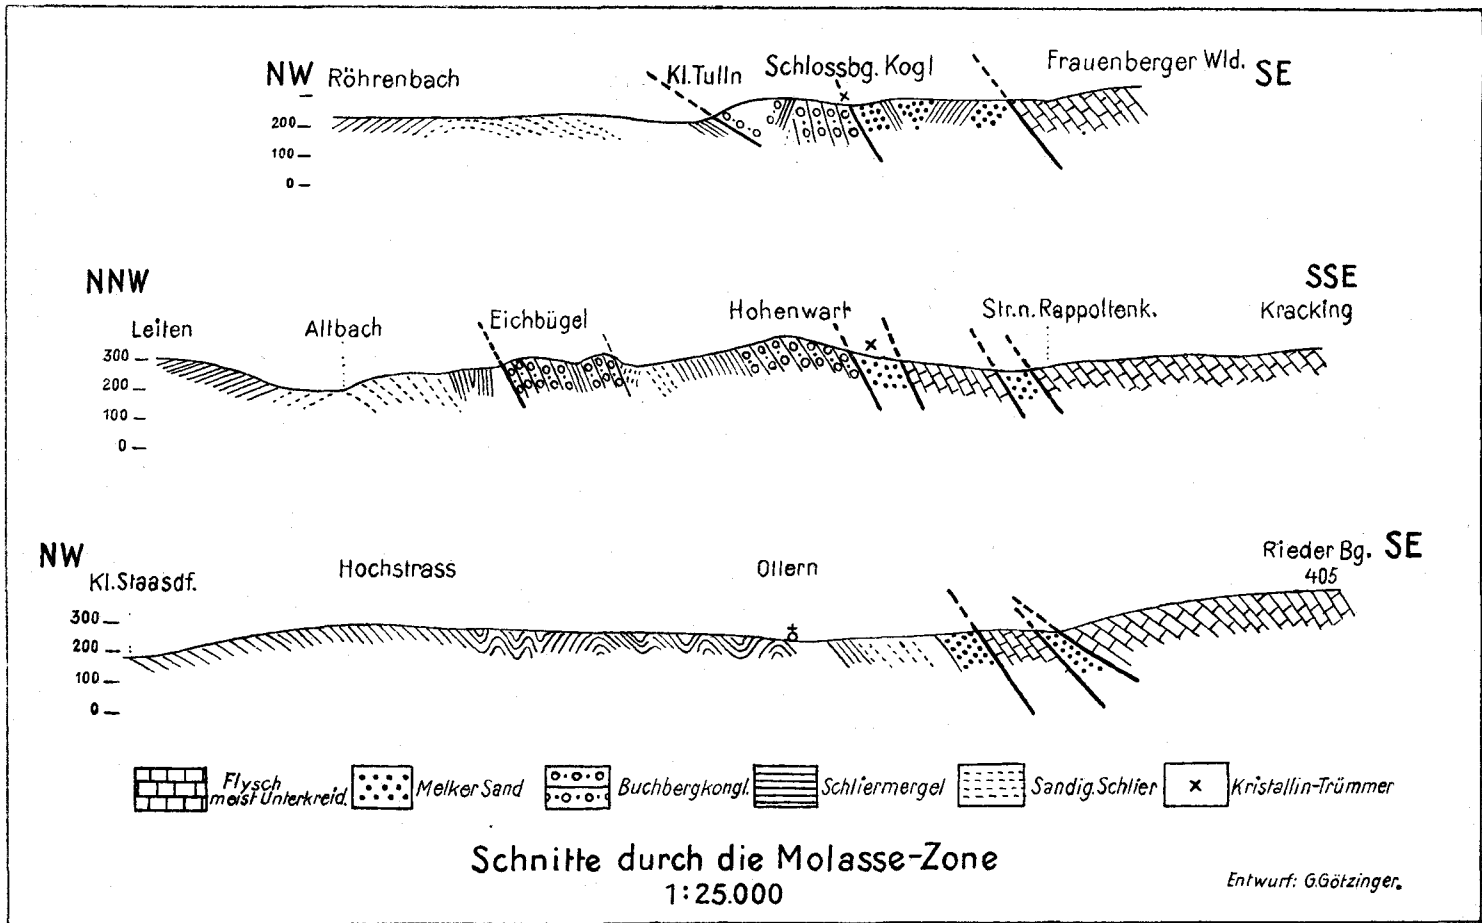 NW Röhrenbach Kl.Tulln Schlossbg. Kogl Frauenberger Wld. SE
200
100
0
NNW SSE
Leiten Altbach Eichbügel Hohenwart Str.n.Rappoltenk. Kracking
300
200
100
0
NW Kl.Staasdf. Hochstrass Ollern Rieder Bg. SE
405
300
200
100
0
Flysch
meist Unterkreid.
Melker Sand
Buchbergkongl.
Schliermergel
Sandig.Schlier
Kristallin-Trümmer
Schnitte durch die Molasse-Zone
1:25.000
Entwurf: G.Götzinger.